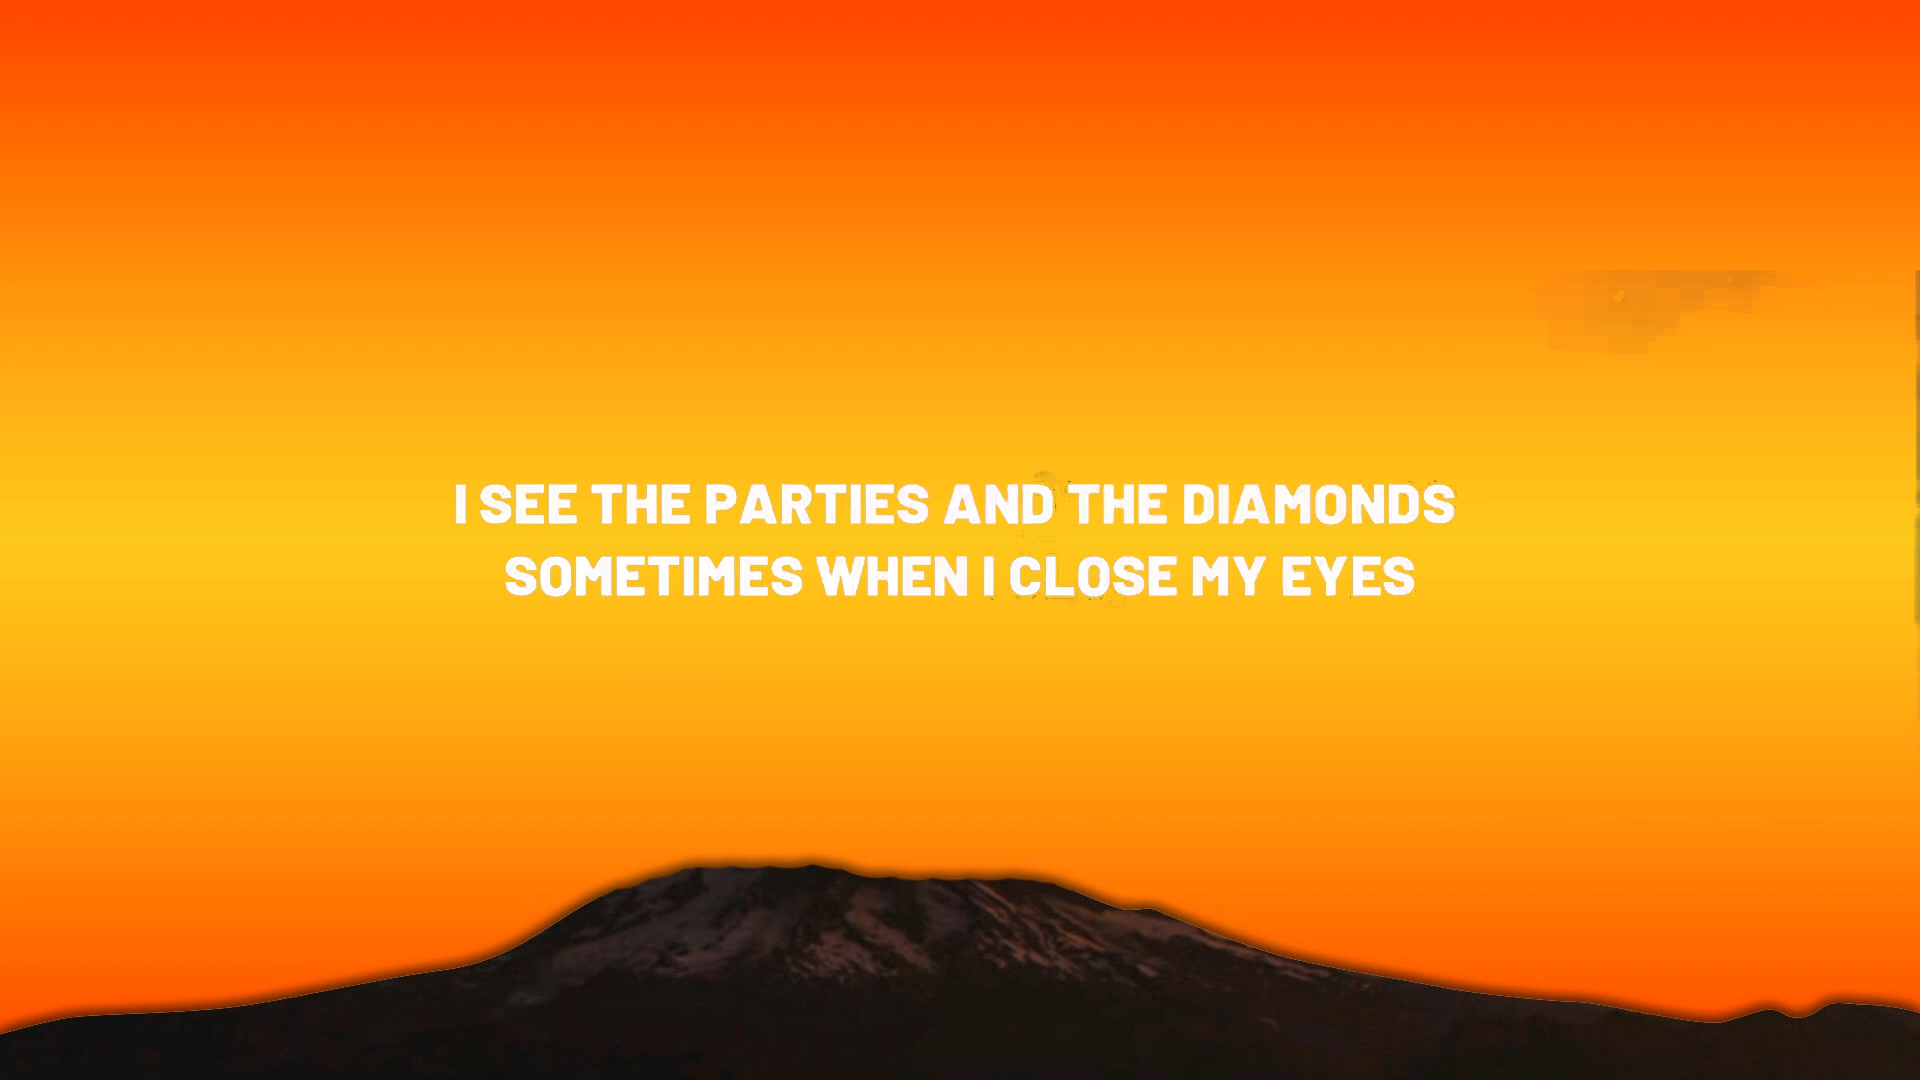 I SEE THE PARTIES AND THE DIAMONDS
SOMETIMES WHEN I CLOSE MY EYES